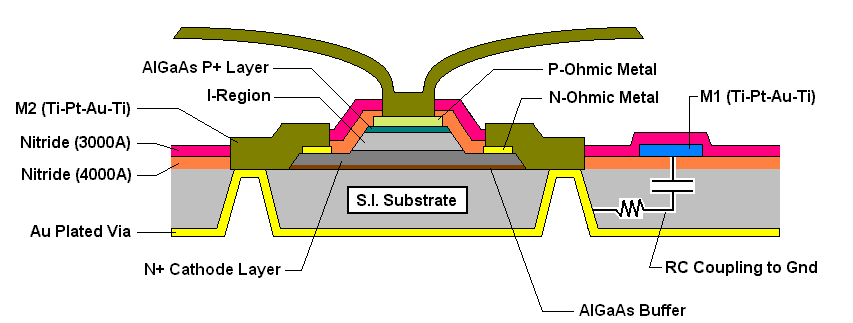 AlGaAs P+ Layer
I-Region
M2 (Ti-Pt-Au-Ti)
Nitride (3000A)
Nitride (4000A)
Au Plated Via
N+ Cathode Layer
S.I. Substrate
P-Ohmic Metal
N-Ohmic Metal
M1 (Ti-Pt-Au-Ti)
RC Coupling to Gnd
AlGaAs Buffer